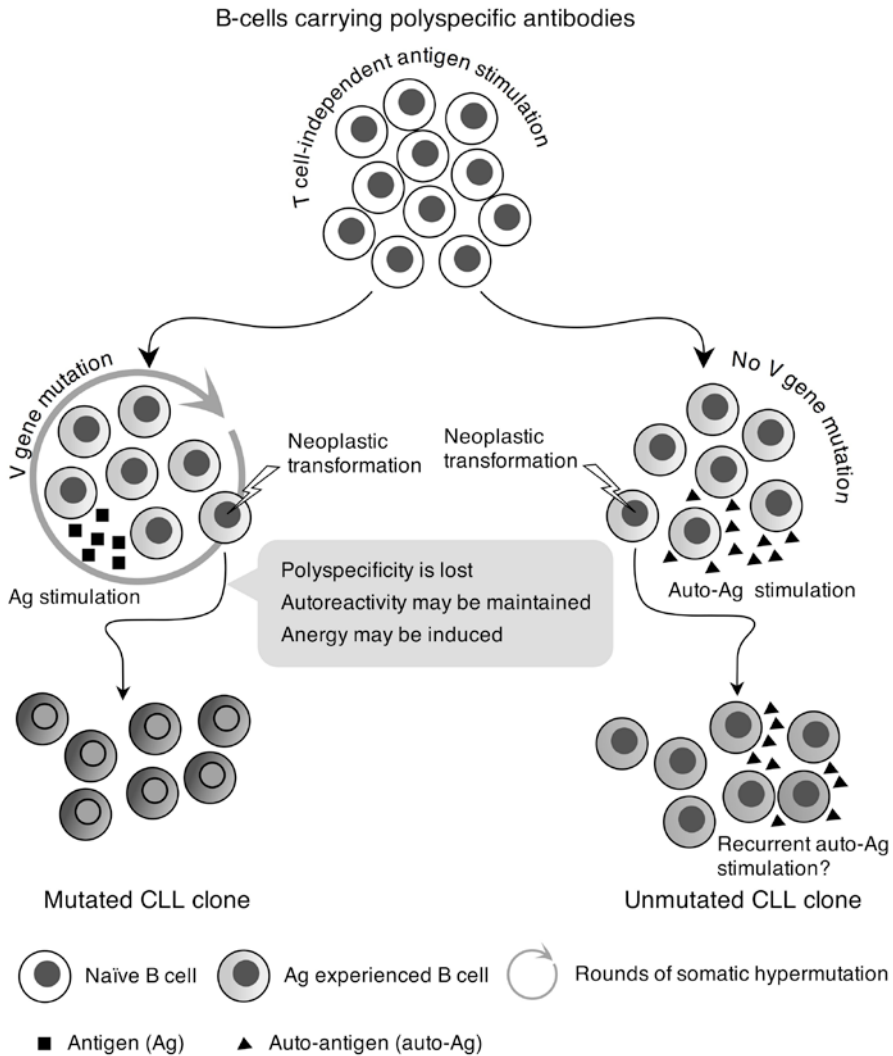 B-cells carrying polyspecific antibodies
T cell-independent antigen stimulation
V gene mutation
No V gene mutation
Neoplastic
transformation
Neoplastic
transformation
Ag stimulation
Auto-Ag stimulation
Polyspecificity is lost
Autoreactivity may be maintained
Anergy may be induced
Recurrent auto-Ag
stimulation?
Mutated CLL clone
Unmutated CLL clone
Naïve B cell
Ag experienced B cell
Rounds of somatic hypermutation
Antigen (Ag)
Auto-antigen (auto-Ag)